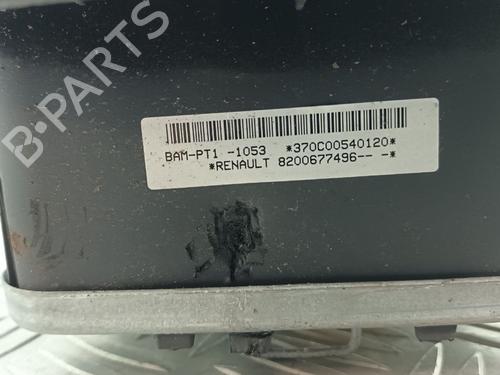 B-PARTS
BAM-PT1 -1053 *370C00540120*
*RENAULT 8200677496-- -*